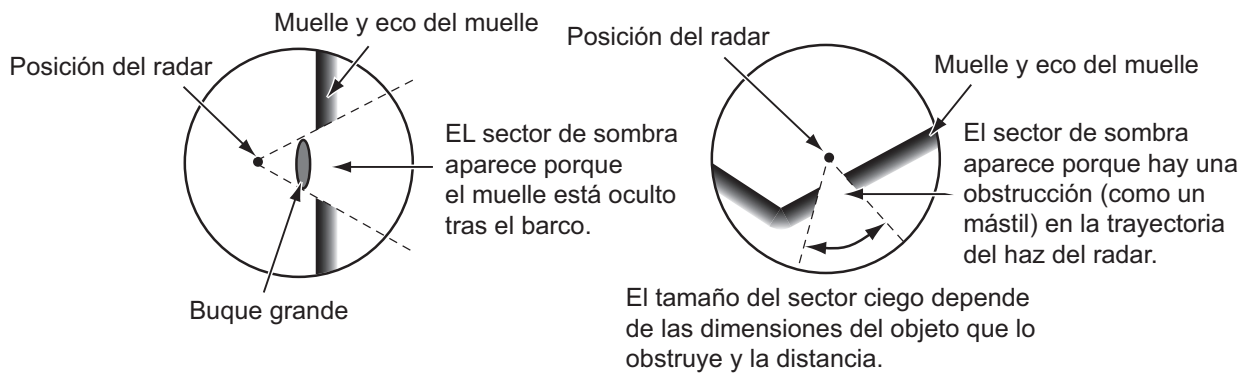 Muelle y eco del muelle
Posición del radar
EL sector de sombra
aparece porque
el muelle está oculto
tras el barco.
Buque grande
Posición del radar
Muelle y eco del muelle
El sector de sombra
aparece porque hay una
obstrucción (como un
mástil) en la trayectoria
del haz del radar.
El tamaño del sector ciego depende
de las dimensiones del objeto que lo
obstruye y la distancia.